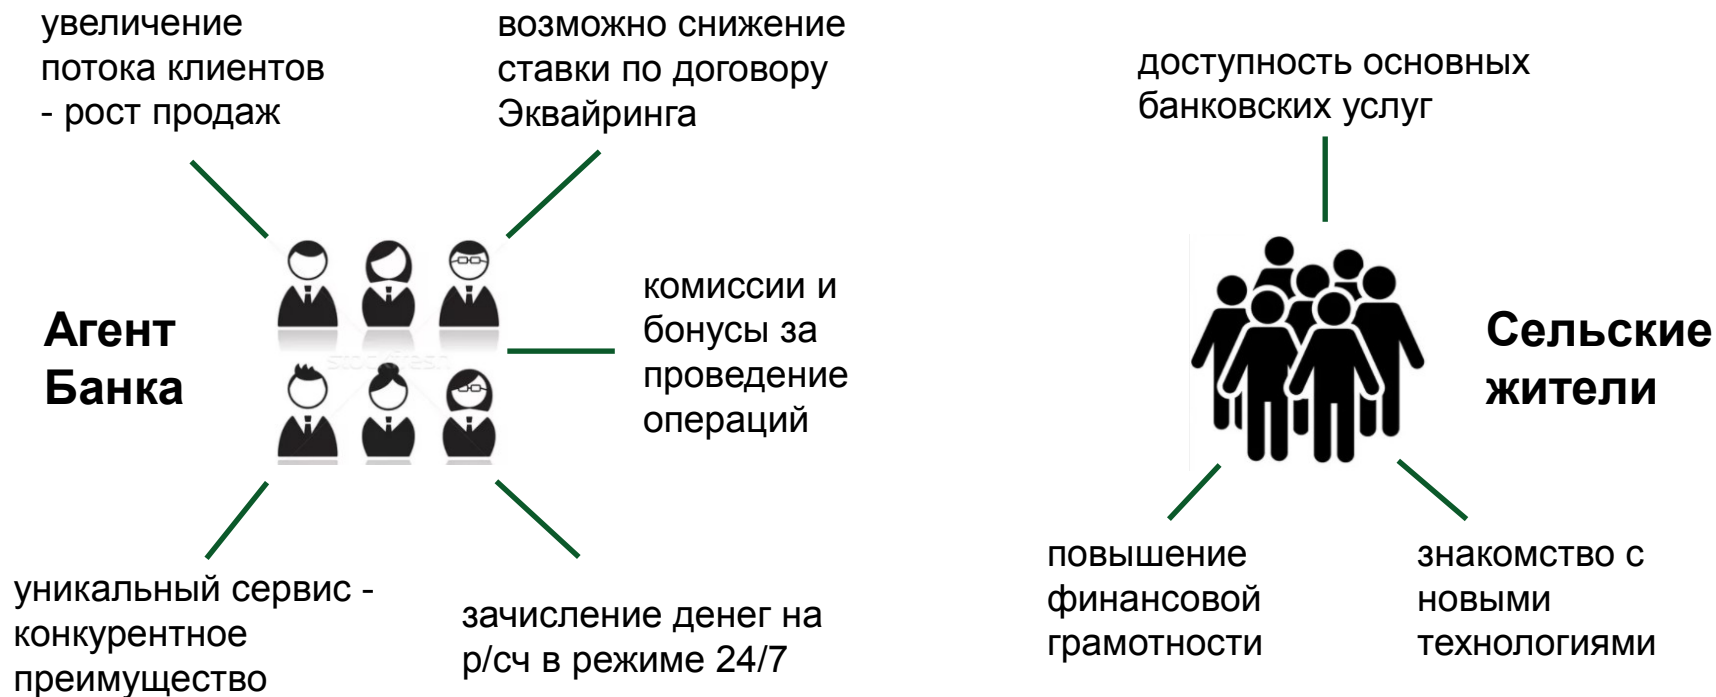 увеличение
потока клиентов
- рост продаж
возможно снижение
ставки по договору
Эквайринга
Агент
Банка
комиссии и
бонусы за
проведение
операций
уникальный сервис -
конкурентное
преимущество
зачисление денег на
р/сч в режиме 24/7
доступность основных
банковских услуг
Сельские
жители
повышение
финансовой
грамотности
знакомство с
новыми
технологиями